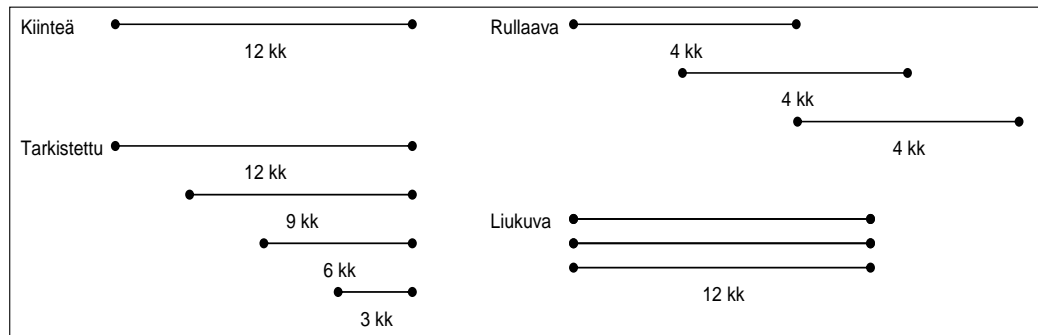 Kiinteä
12 kk
Tarkistettu
12 kk
9 kk
6 kk
3 kk
Rullaava
4 kk
4 kk
4 kk
Liukuva
12 kk